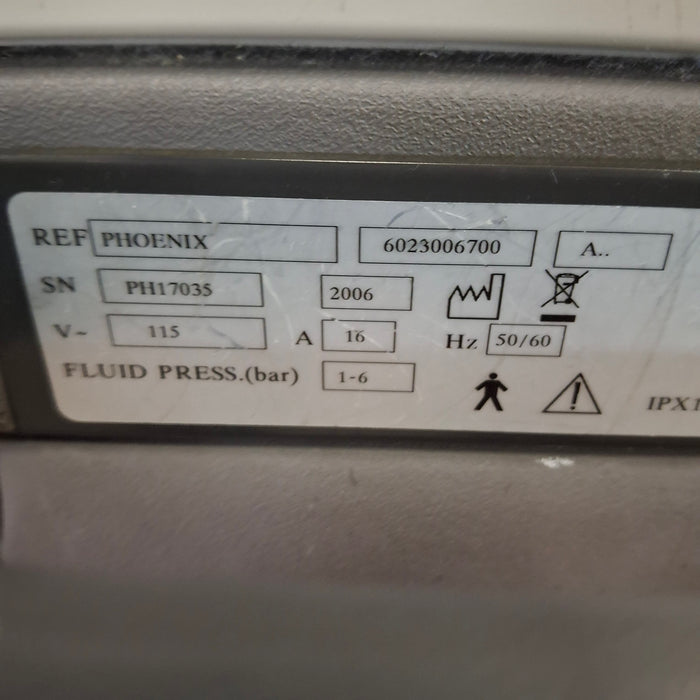 REF PHOENIX 6023006700 A..
SN PH17035 2006
V~ 115 A 16 Hz 50/60
FLUID PRESS.(bar) 1-6
IPX1